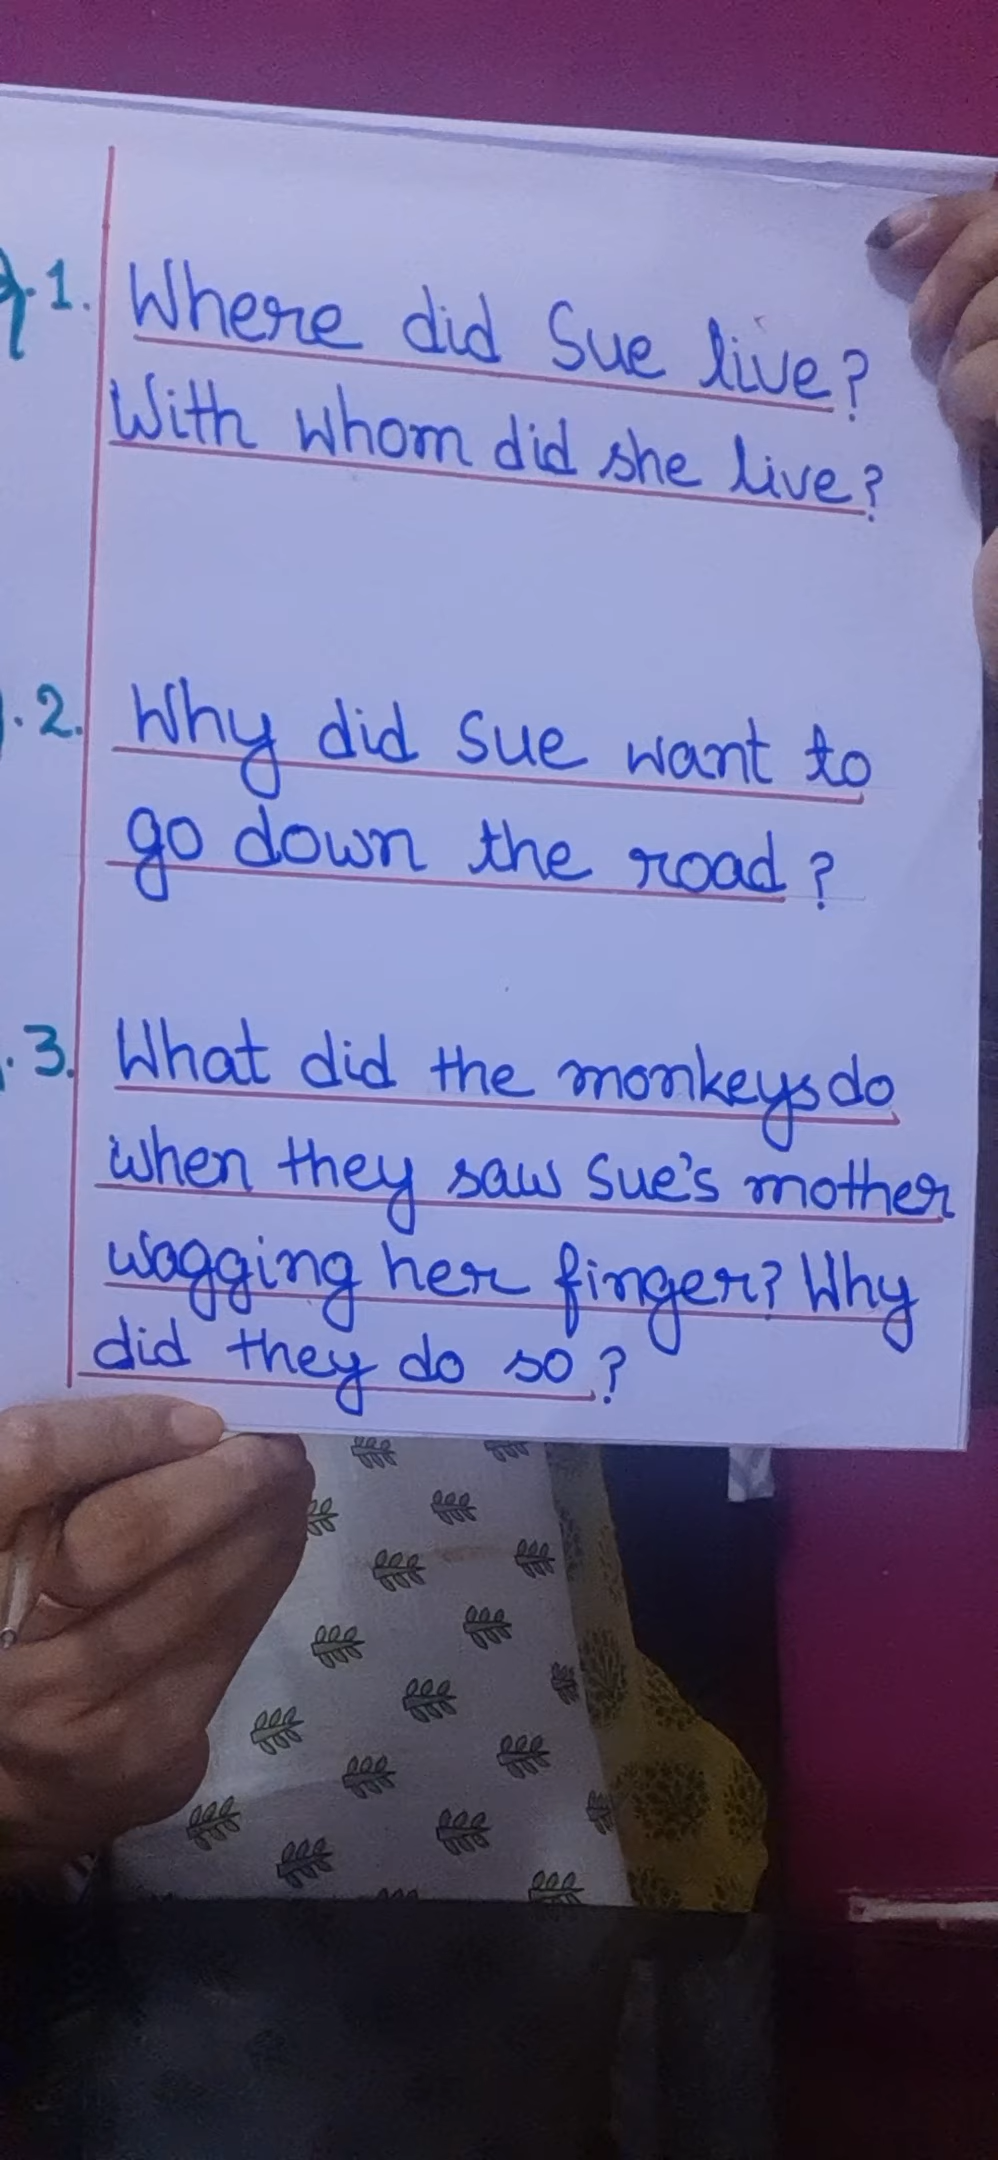 Q.1. Where did Sue live?
With whom did she live?
.2. Why did Sue want to
go down the road?
.3. What did the monkeys do
when they saw Sue's mother
wagging her finger? Why
did they do so?